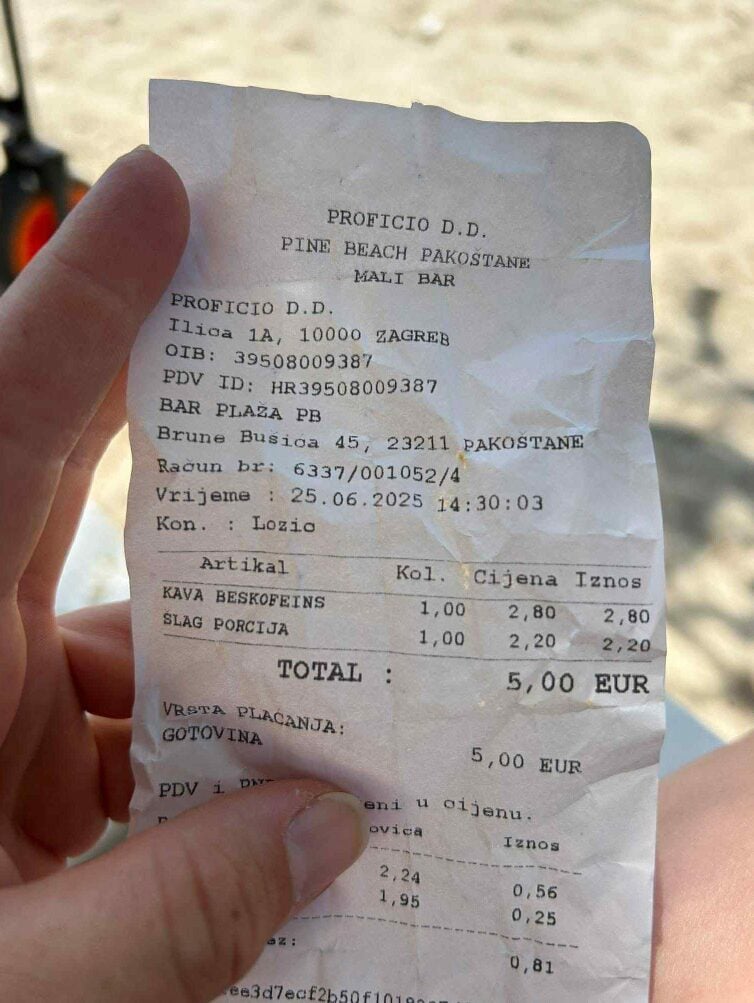 PROFICIO D.D.
PINE BEACH PAKOŠTANE
MALI BAR
PROFICIO D.D.
Ilica 1A, 10000 ZAGREB
OIB: 39508009387
PDV ID: HR39508009387
BAR PLAŽA PB
Brune Bušića 45, 23211 PAKOŠTANE
Račun br: 6337/001052/4
Vrijeme : 25.06.2025 14:30:03
Kon. : Lozic
Artikal Kol. Cijena Iznos
KAVA BESKOFEINS 1,00 2,80 2,80
ŠLAG PORCIJA 1,00 2,20 2,20
TOTAL : 5,00 EUR
VRSTA PLAĆANJA:
GOTOVINA 5,00 EUR
PDV i u cijenu.
Iznos
2,24 0,56
1,95 0,25
0,81